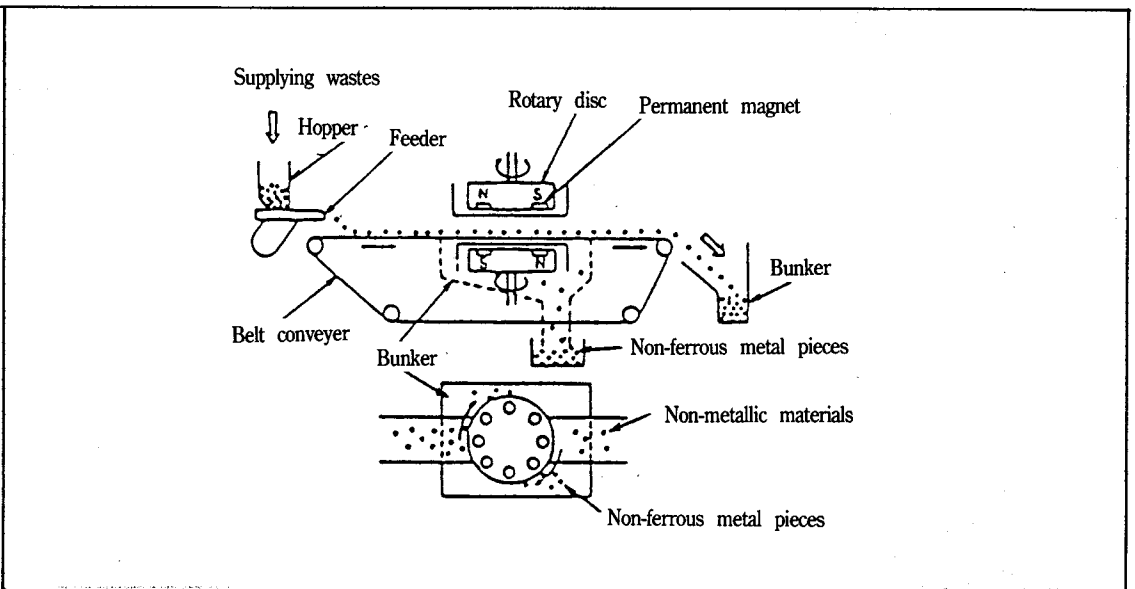 Supplying wastes
Hopper
Feeder
Rotary disc
Permanent magnet
N S
S N
Bunker
Belt conveyer
Bunker
Non-ferrous metal pieces
Non-metallic materials
Non-ferrous metal pieces